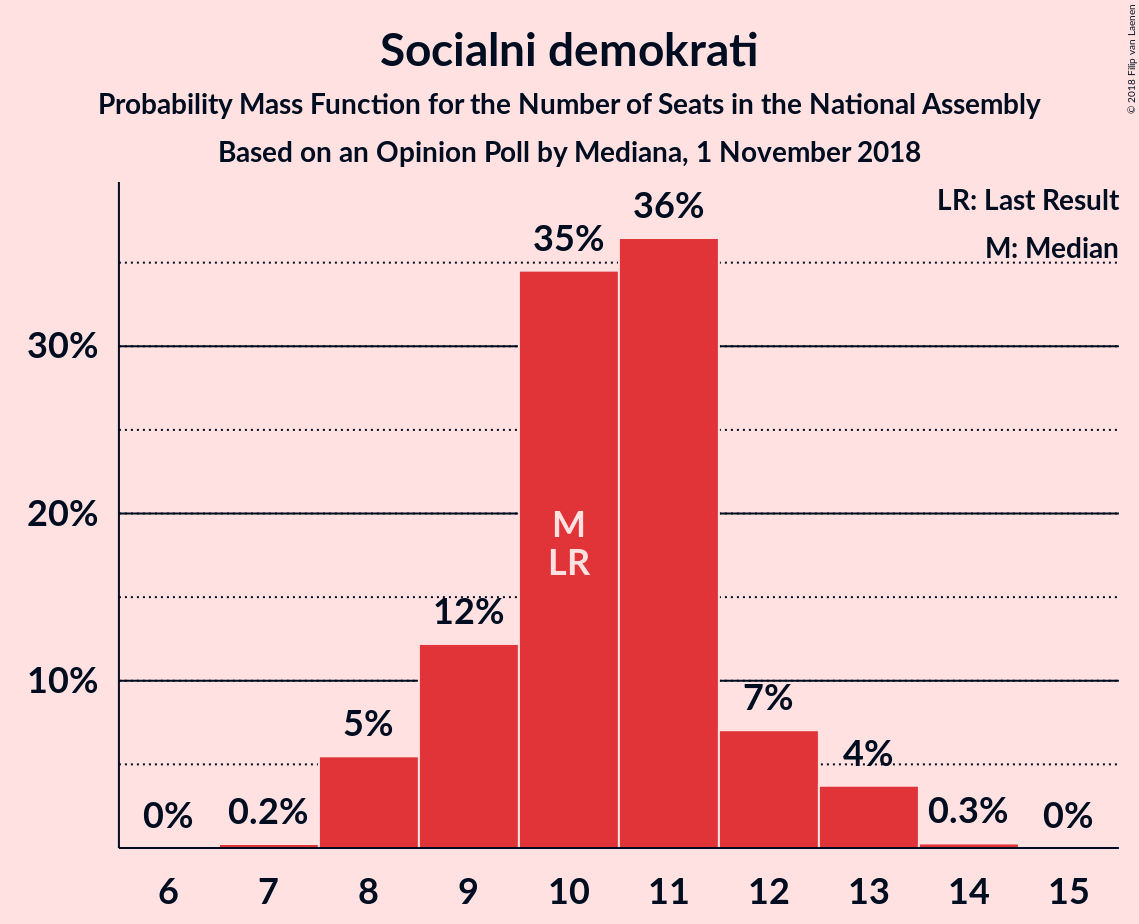 Socialni demokrati
Probability Mass Function for the Number of Seats in the National Assembly
Based on an Opinion Poll by Mediana, 1 November 2018
© 2018 Filip van Laenen
LR: Last Result
M: Median
36%
35%
30%
20%
M
LR
12%
10%
7%
5%
4%
0%
0.2%
0.3%
0%
6 7 8 9 10 11 12 13 14 15